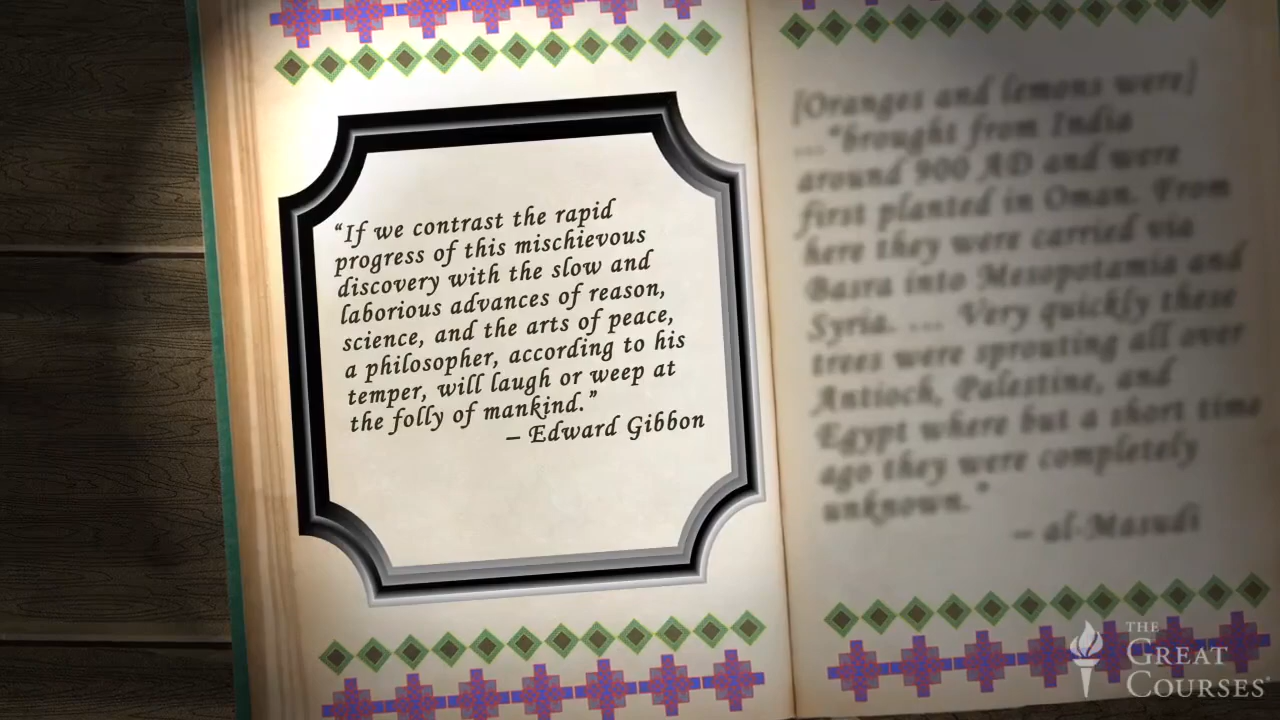 “If we contrast the rapid
progress of this mischievous
discovery with the slow and
laborious advances of reason,
science, and the arts of peace,
a philosopher, according to his
temper, will laugh or weep at
the folly of mankind.”
– Edward Gibbon
[Oranges and lemons were]
...“brought from India
around 900 AD and were
first planted in Oman. From
here they were carried via
Basra into Mesopotamia and
Syria. ... Very quickly these
trees were sprouting all over
Antioch, Palestine, and
Egypt where but a short time
ago they were completely
unknown.”
– al-Masudi
THE
GREAT
COURSES®